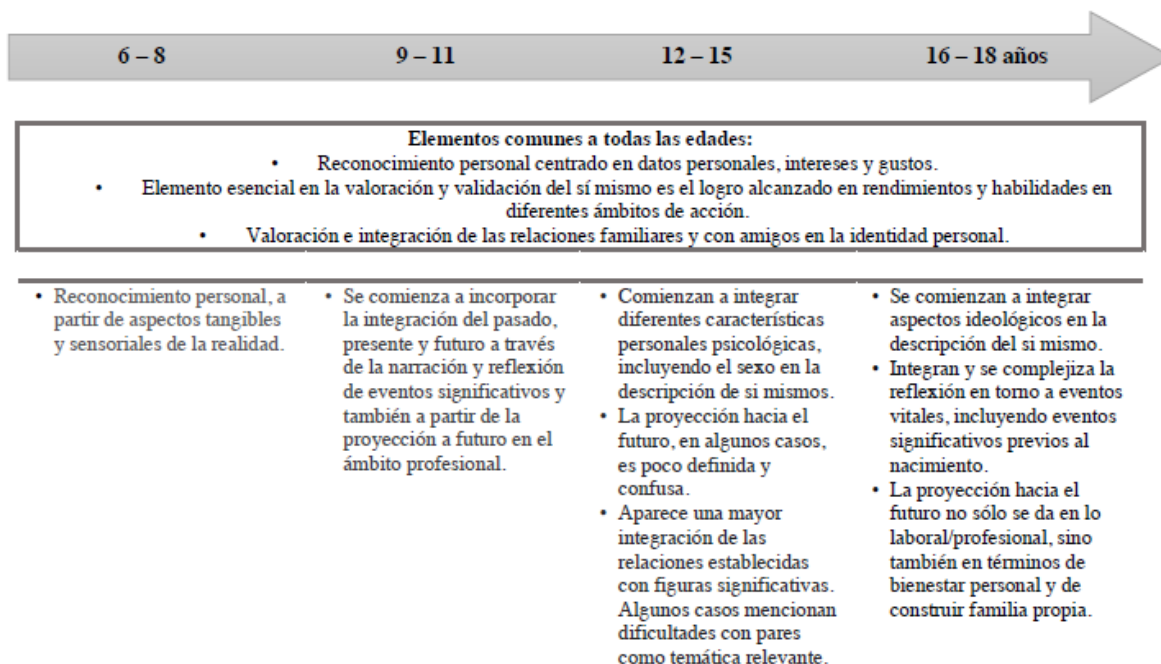 6 – 8
9 – 11
12 – 15
16 – 18 años
Elementos comunes a todas las edades:
• Reconocimiento personal centrado en datos personales, intereses y gustos.
• Elemento esencial en la valoración y validación del sí mismo es el logro alcanzado en rendimientos y habilidades en
diferentes ámbitos de acción.
• Valoración e integración de las relaciones familiares y con amigos en la identidad personal.
• Reconocimiento personal, a
partir de aspectos tangibles
y sensoriales de la realidad.
• Se comienza a incorporar
la integración del pasado,
presente y futuro a través
de la narración y reflexión
de eventos significativos y
también a partir de la
proyección a futuro en el
ámbito profesional.
• Comienzan a integrar
diferentes características
personales psicológicas,
incluyendo el sexo en la
descripción de si mismos.
• La proyección hacia el
futuro, en algunos casos,
es poco definida y
confusa.
• Aparece una mayor
integración de las
relaciones establecidas
con figuras significativas.
Algunos casos mencionan
dificultades con pares
como temática relevante.
• Se comienzan a integrar
aspectos ideológicos en la
descripción del si mismo.
• Integran y se complejiza la
reflexión en torno a eventos
vitales, incluyendo eventos
significativos previos al
nacimiento.
• La proyección hacia el
futuro no sólo se da en lo
laboral/profesional, sino
también en términos de
bienestar personal y de
construir familia propia.